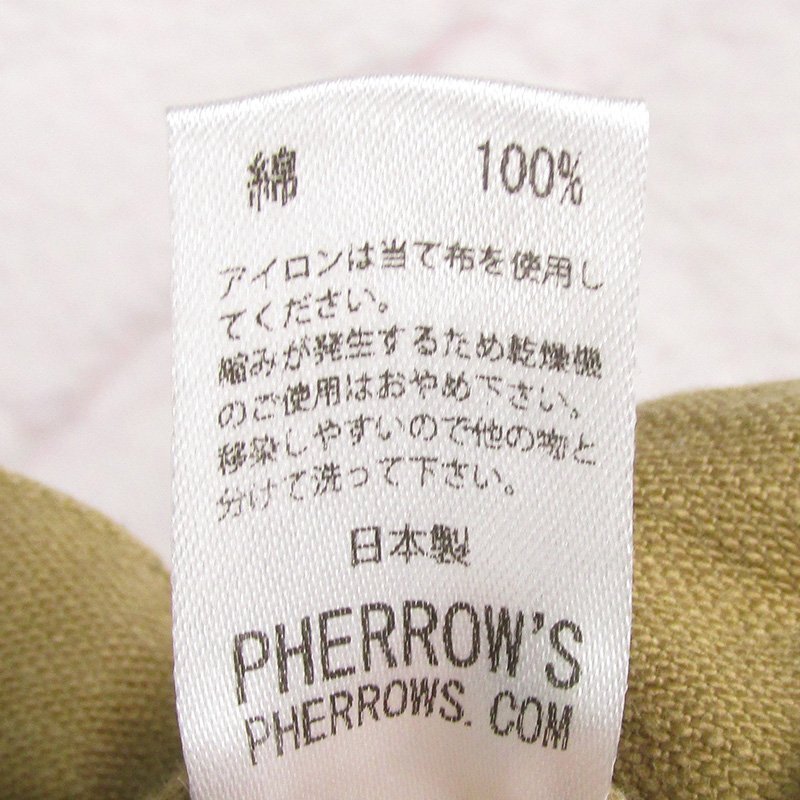 綿 100%
アイロンは当て布を使用し
てください。
縮みが発生するため乾燥機
のご使用はおやめ下さい。
移染しやすいので他の物と
分けて洗って下さい。
日本製
PHERROW'S
PHERROWS. COM